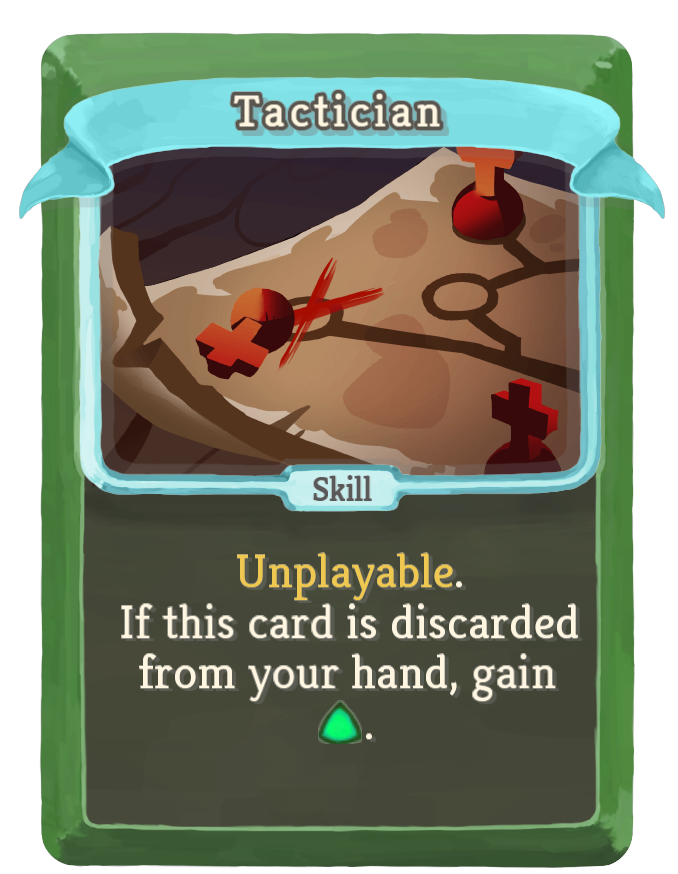 Tactician
Skill
Unplayable.
If this card is discarded
from your hand, gain
.